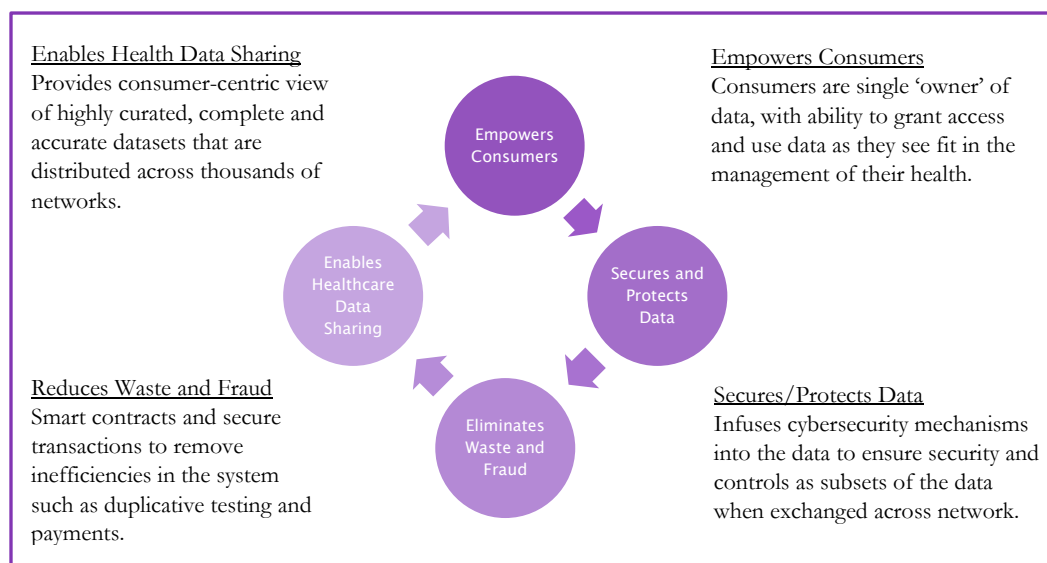 Enables Health Data Sharing
Provides consumer-centric view
of highly curated, complete and
accurate datasets that are
distributed across thousands of
networks.
Empowers Consumers
Consumers are single ‘owner’ of
data, with ability to grant access
and use data as they see fit in the
management of their health.
Empowers
Consumers
Enables
Healthcare
Data
Sharing
Secures and
Protects
Data
Eliminates
Waste and
Fraud
Reduces Waste and Fraud
Smart contracts and secure
transactions to remove
inefficiencies in the system
such as duplicative testing and
payments.
Secures/Protects Data
Infuses cybersecurity mechanisms
into the data to ensure security and
controls as subsets of the data
when exchanged across network.